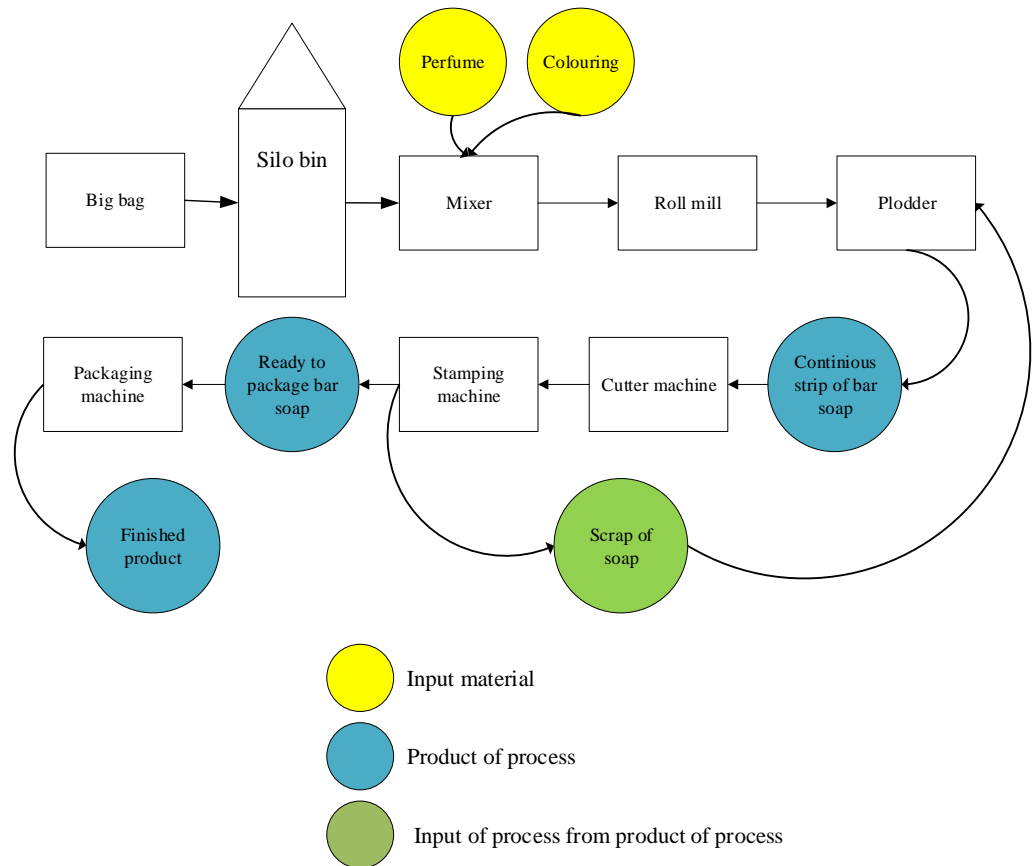 Perfume
Colouring
Silo bin
Big bag
Mixer
Roll mill
Plodder
Packaging
machine
Ready to
package bar
soap
Stamping
machine
Cutter machine
Continious
strip of bar
soap
Finished
product
Scrap of
soap
Input material
Product of process
Input of process from product of process